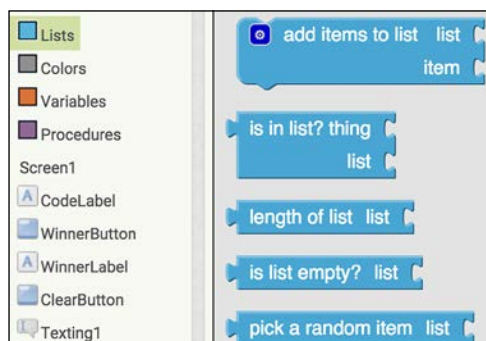 Lists
Colors
Variables
Procedures
Screen1
A CodeLabel
WinnerButton
A WinnerLabel
ClearButton
Texting1
add items to list list
item
is in list? thing
list
length of list list
is list empty? list
pick a random item list